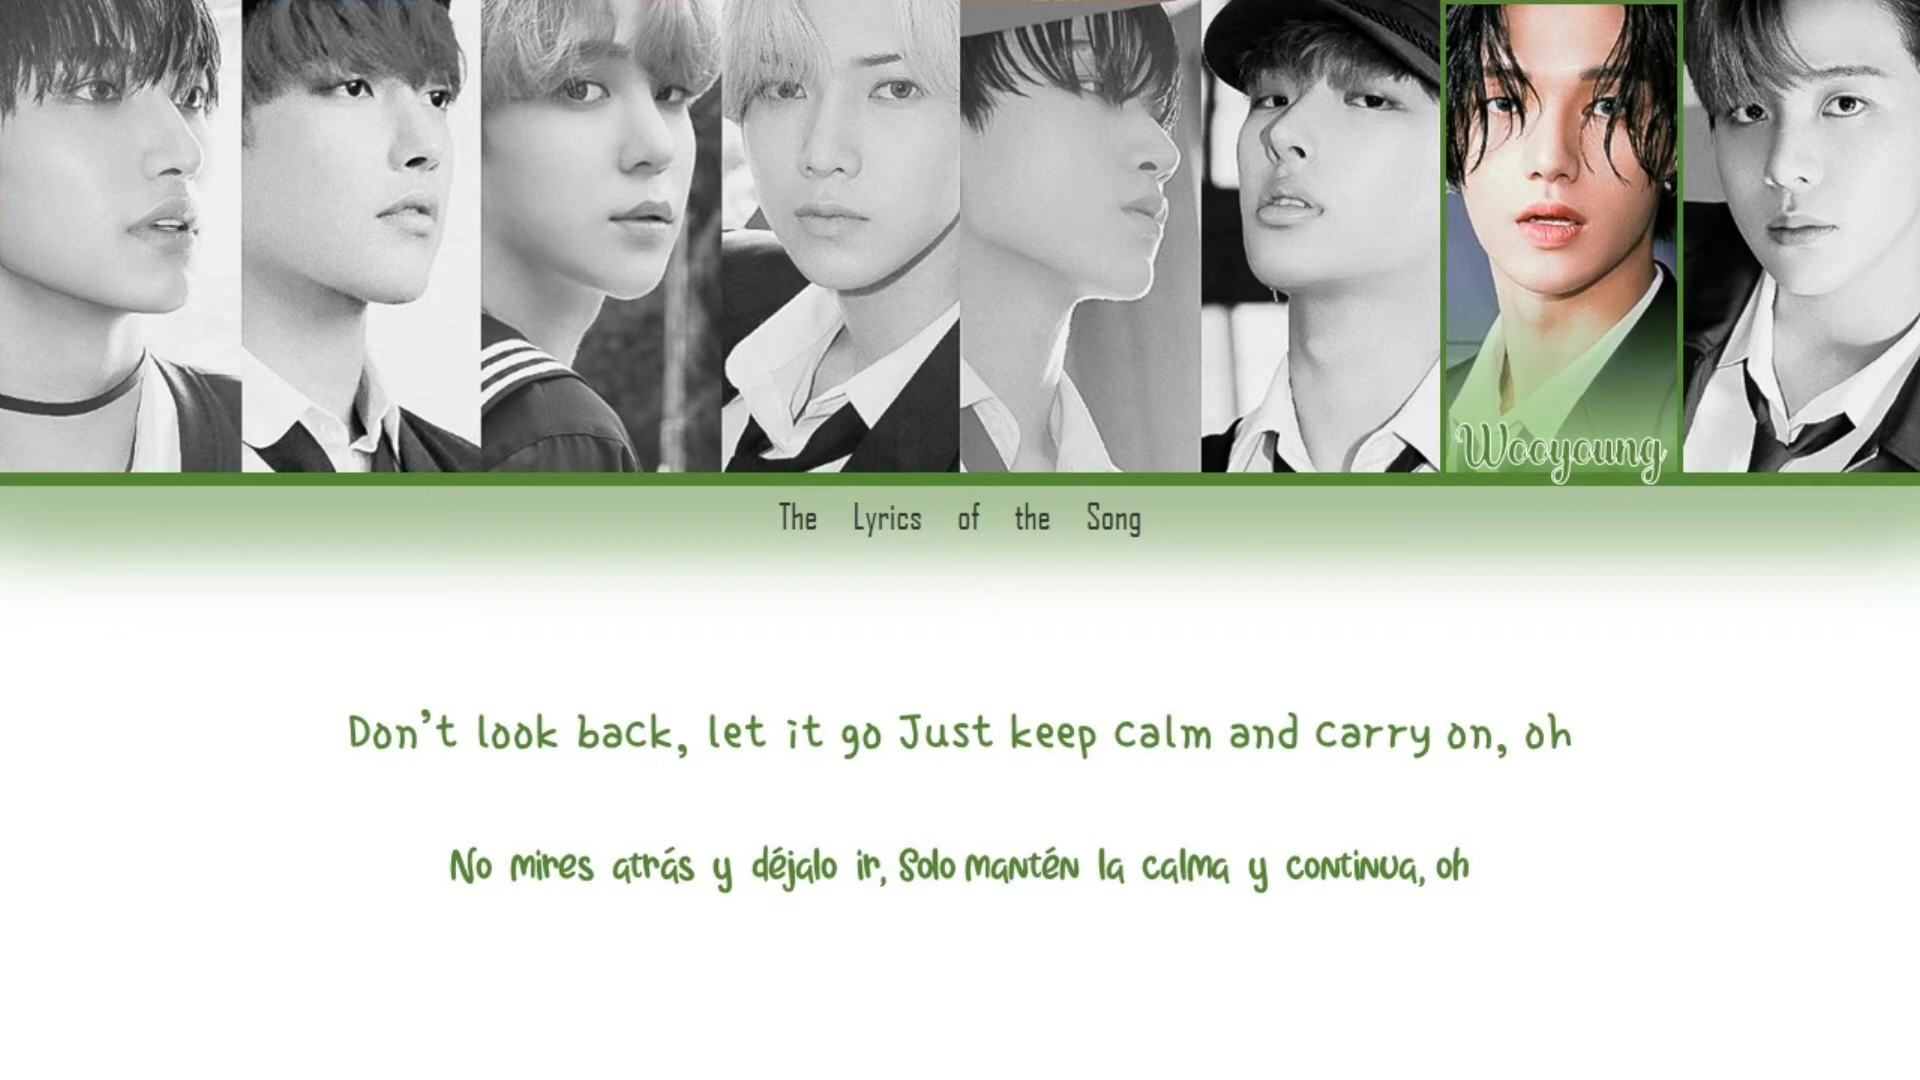 Wooyoung
The Lyrics of the Song
Don't look back, let it go Just keep calm and carry on, oh
No mires atrás y déjalo ir, Solo mantén la calma y continua, oh